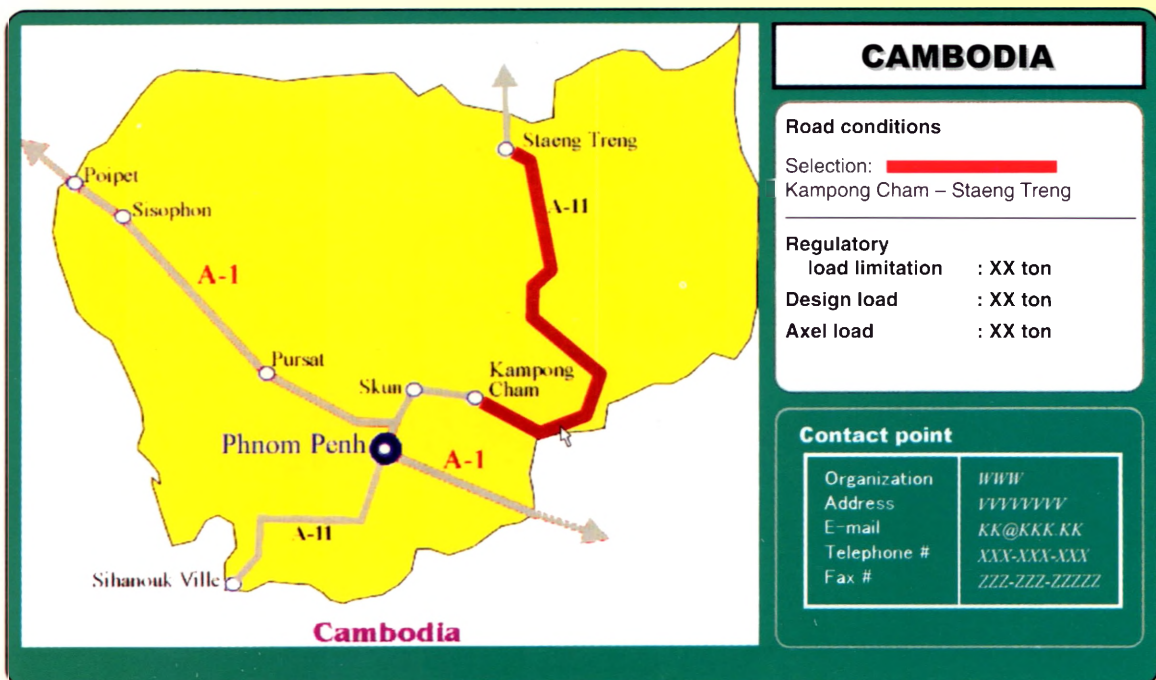 CAMBODIA
Road conditions
Selection:
Kampong Cham – Staeng Treng
Regulatory
load limitation : XX ton
Design load : XX ton
Axel load : XX ton
Contact point
Organization WWW
Address VVVVVVVV
E-mail KK@KKK.KK
Telephone # XXX-XXX-XXX
Fax # ZZZ-ZZZ-ZZZZZ
Staeng Treng
Poipet
Sisophon
A-11
A-1
Pursat
Skun
Kampong
Cham
Phnom Penh
A-1
A-11
Sihanouk Ville
Cambodia